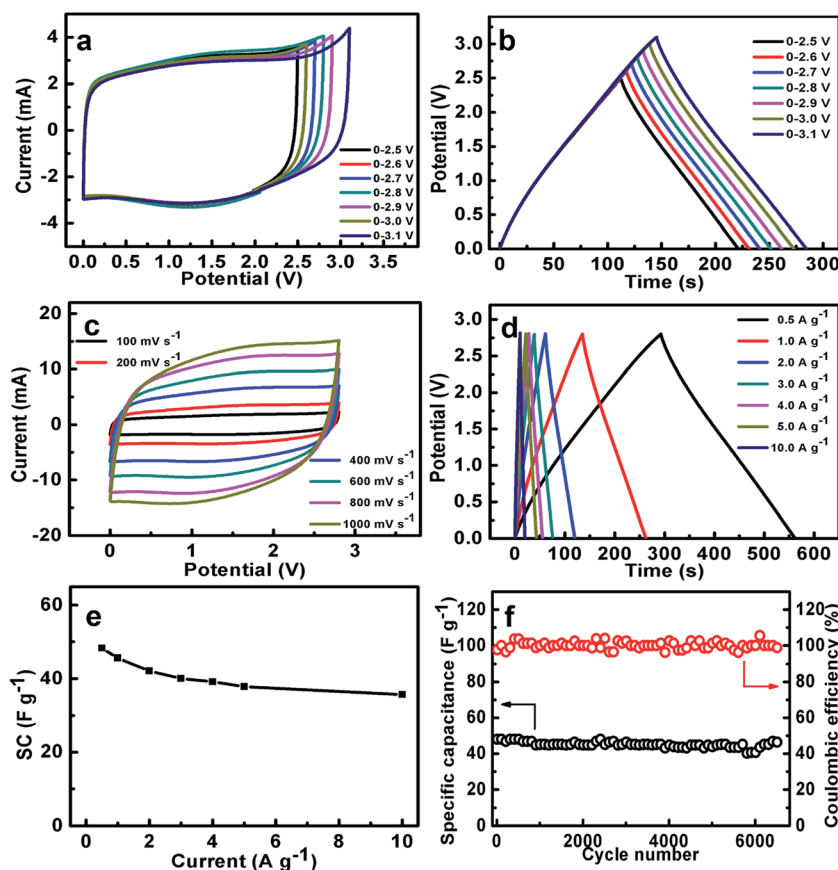 a
Current (mA)
4
2
0
-2
-4
0-2.5 V
0-2.6 V
0-2.7 V
0-2.8 V
0-2.9 V
0-3.0 V
0-3.1 V
0.0 0.5 1.0 1.5 2.0 2.5 3.0 3.5
Potential (V)
b
Potential (V)
3.0
2.5
2.0
1.5
1.0
0.5
0.0
0-2.5 V
0-2.6 V
0-2.7 V
0-2.8 V
0-2.9 V
0-3.0 V
0-3.1 V
0 50 100 150 200 250 300
Time (s)
c
Current (mA)
20
10
0
-10
-20
100 mV s-1
200 mV s-1
400 mV s-1
600 mV s-1
800 mV s-1
1000 mV s-1
0 1 2 3
Potential (V)
d
Potential (V)
3.0
2.5
2.0
1.5
1.0
0.5
0.0
0.5 A g-1
1.0 A g-1
2.0 A g-1
3.0 A g-1
4.0 A g-1
5.0 A g-1
10.0 A g-1
0 100 200 300 400 500 600
Time (s)
e
SC (F g-1)
60
40
20
0
0 2 4 6 8 10
Current (A g-1)
f
Specific capacitance (F g-1)
120
100
80
60
40
20
0
0 2000 4000 6000
Cycle number
120
100
80
60
40
20
0
Coulombic efficiency (%)